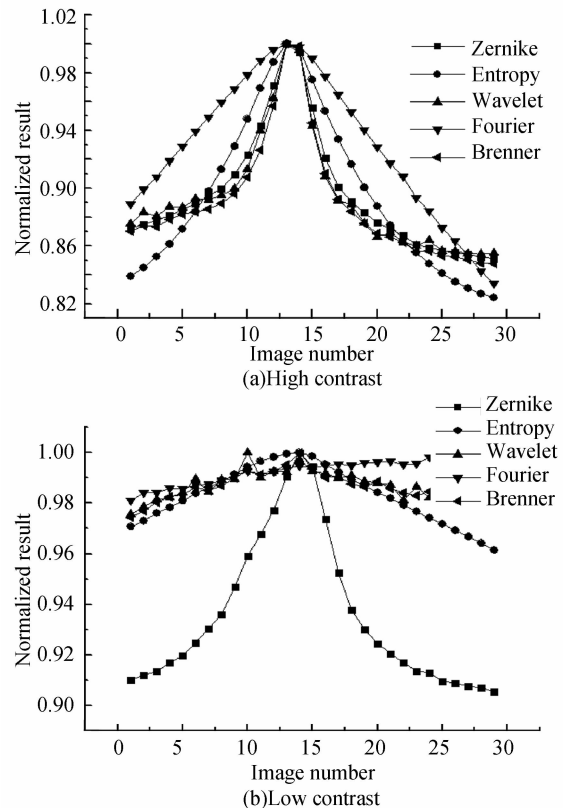 1.02
0.98
0.94
0.90
0.86
0.82
Normalized result
Zernike
Entropy
Wavelet
Fourier
Brenner
0 5 10 15 20 25 30
Image number
(a)High contrast
1.00
0.98
0.96
0.94
0.92
0.90
Normalized result
Zernike
Entropy
Wavelet
Fourier
Brenner
0 5 10 15 20 25 30
Image number
(b)Low contrast